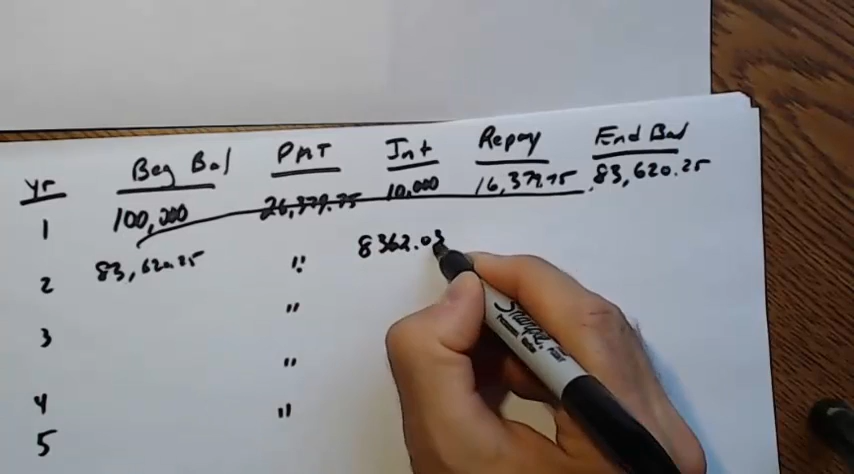 yr Beg Bal PMT Int Repay End Bal
1 100,000 26,379.75 10,000 16,379.75 83,620.25
2 83,620.25 " 8362.03
3 "
4 "
5 "
Sharpie